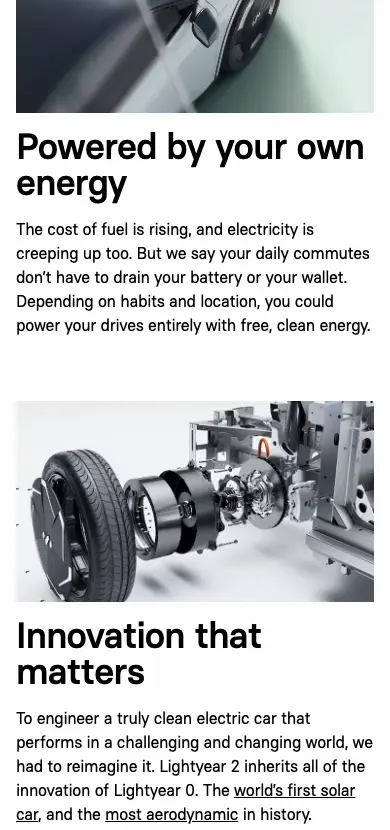 Powered by your own
energy
The cost of fuel is rising, and electricity is
creeping up too. But we say your daily commutes
don’t have to drain your battery or your wallet.
Depending on habits and location, you could
power your drives entirely with free, clean energy.
Innovation that
matters
To engineer a truly clean electric car that
performs in a challenging and changing world, we
had to reimagine it. Lightyear 2 inherits all of the
innovation of Lightyear 0. The world’s first solar
car, and the most aerodynamic in history.